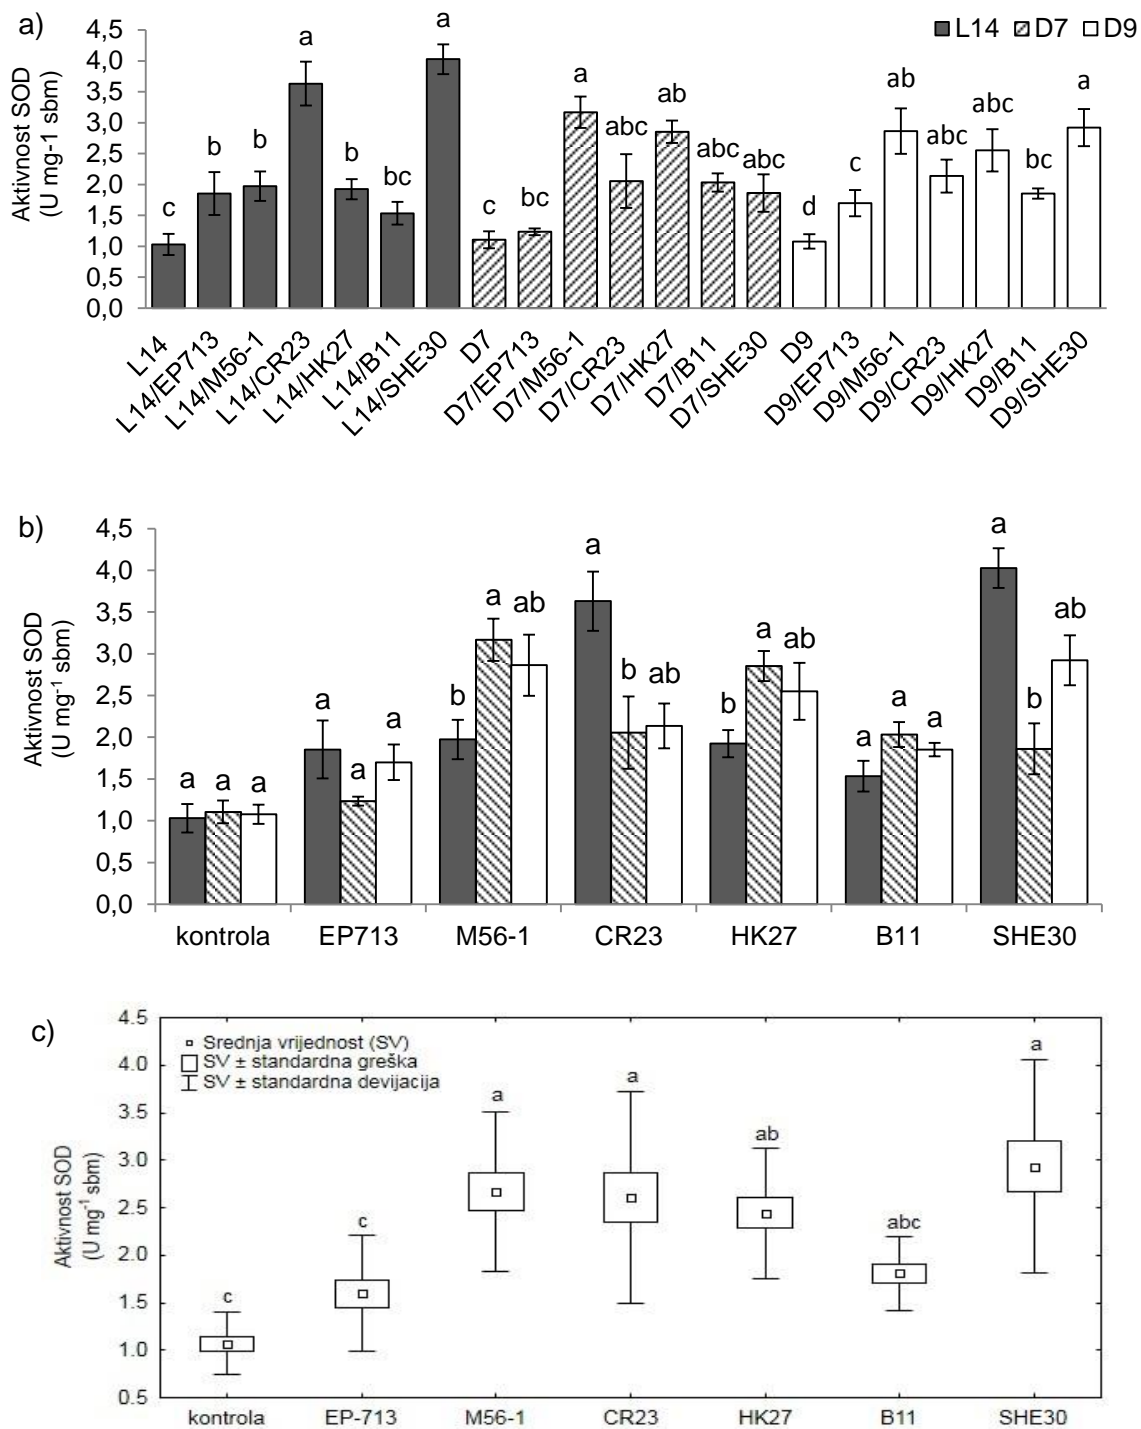 a)
L14 D7 D9
Aktivnost SOD
(U mg-1 sbm)
4,5
4,0
3,5
3,0
2,5
2,0
1,5
1,0
0,5
0,0
c b b a b bc a c bc a abc ab abc abc d c ab abc abc bc a
L14 L14/EP713 L14/M56-1 L14/CR23 L14/HK27 L14/B11 L14/SHE30 D7 D7/EP713 D7/M56-1 D7/CR23 D7/HK27 D7/B11 D7/SHE30 D9 D9/EP713 D9/M56-1 D9/CR23 D9/HK27 D9/B11 D9/SHE30
b)
Aktivnost SOD
(U mg⁻¹ sbm)
4,5
4,0
3,5
3,0
2,5
2,0
1,5
1,0
0,5
0,0
a a a a a a b a ab a b ab b a ab a a a a b ab
kontrola EP713 M56-1 CR23 HK27 B11 SHE30
c)
Srednja vrijednost (SV)
SV ± standardna greška
SV ± standardna devijacija
Aktivnost SOD
(U mg⁻¹ sbm)
4.5
4.0
3.5
3.0
2.5
2.0
1.5
1.0
0.5
c c a a ab abc a
kontrola EP-713 M56-1 CR23 HK27 B11 SHE30